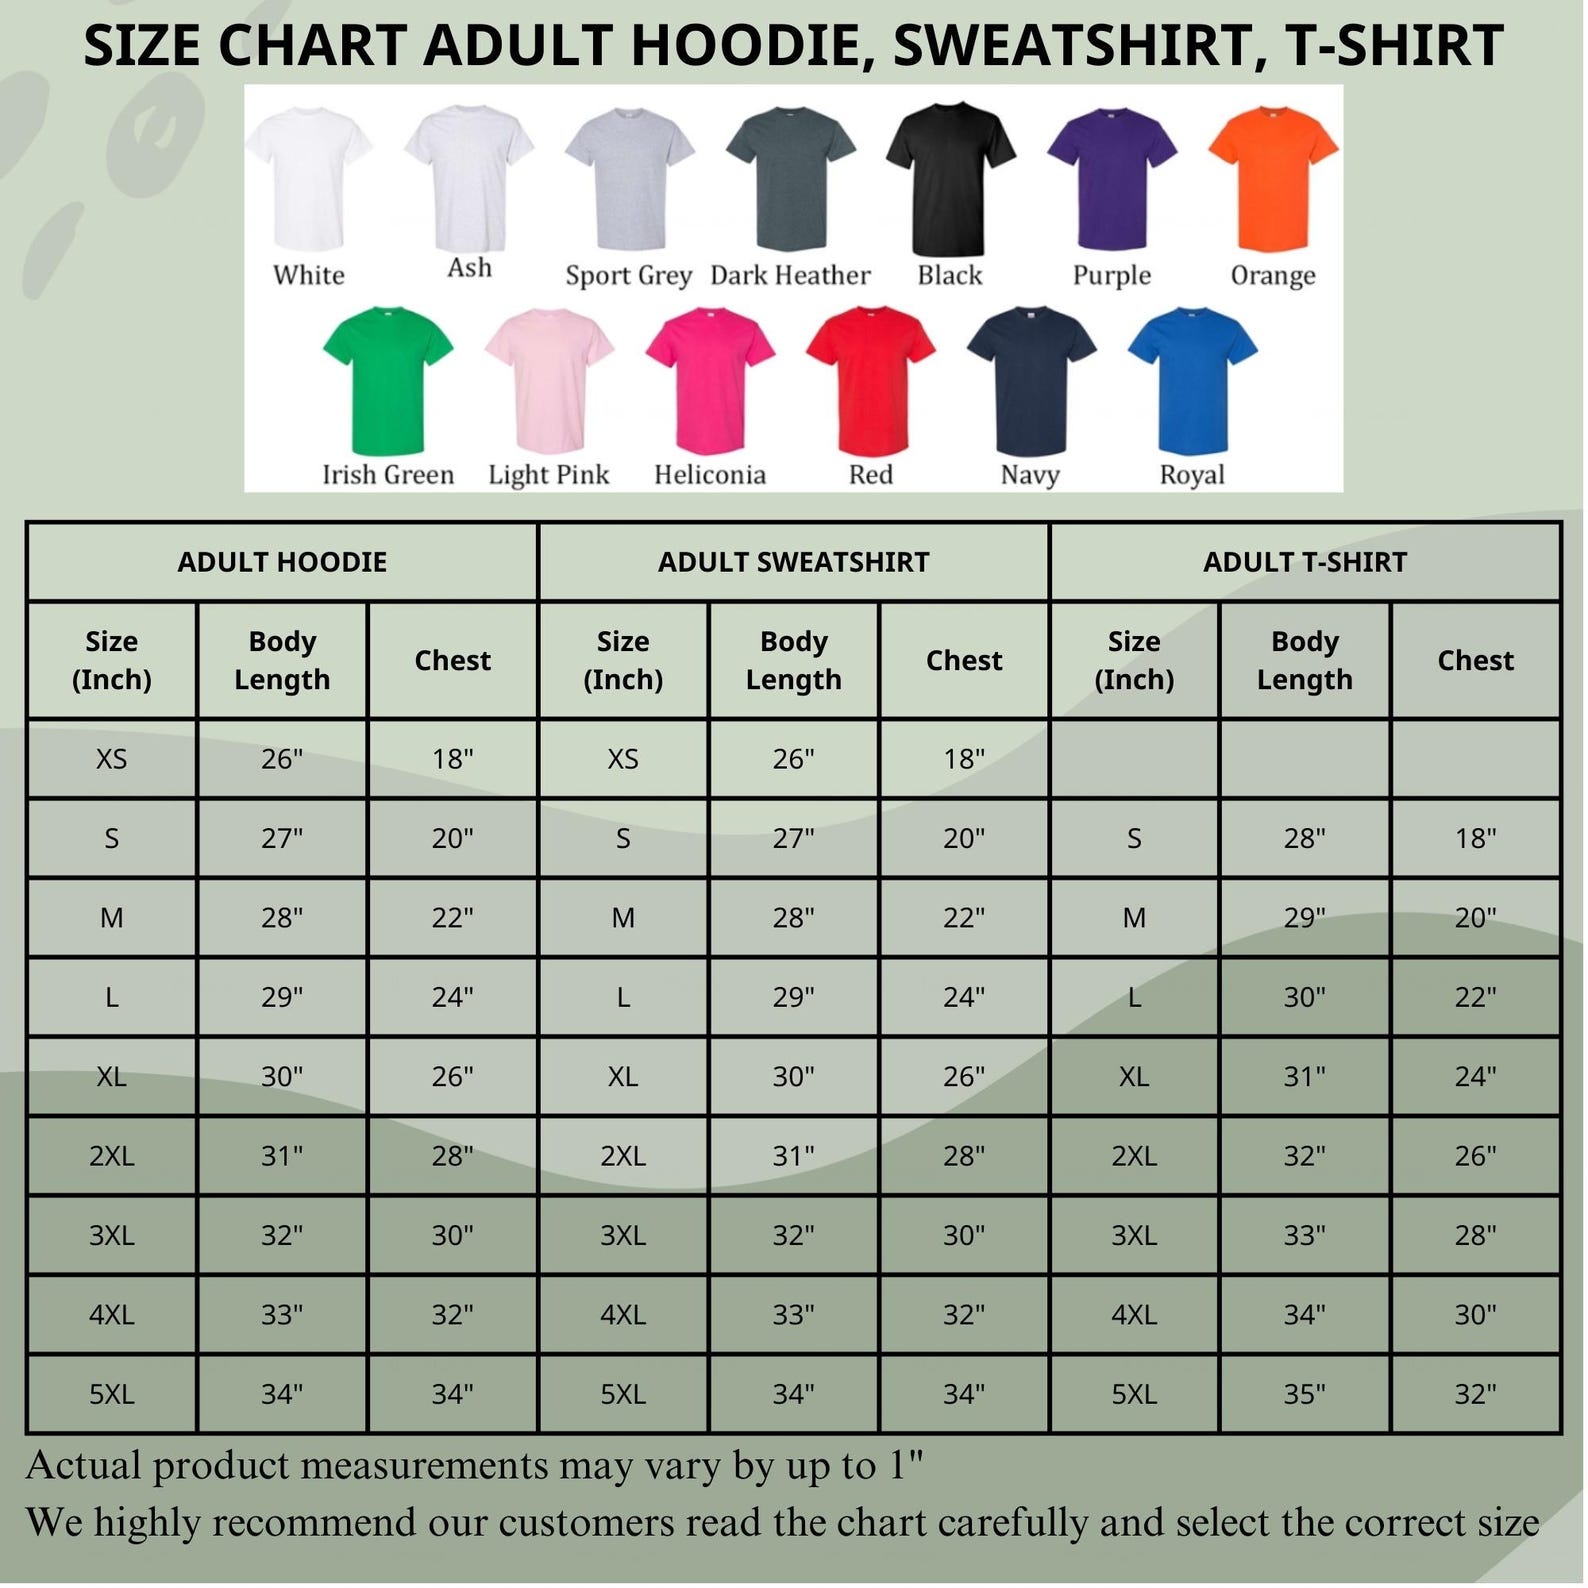 SIZE CHART ADULT HOODIE, SWEATSHIRT, T-SHIRT
White Ash Sport Grey Dark Heather Black Purple Orange
Irish Green Light Pink Heliconia Red Navy Royal
ADULT HOODIE ADULT SWEATSHIRT ADULT T-SHIRT
Size (Inch) Body Length Chest Size (Inch) Body Length Chest Size (Inch) Body Length Chest
XS 26" 18" XS 26" 18"
S 27" 20" S 27" 20" S 28" 18"
M 28" 22" M 28" 22" M 29" 20"
L 29" 24" L 29" 24" L 30" 22"
XL 30" 26" XL 30" 26" XL 31" 24"
2XL 31" 28" 2XL 31" 28" 2XL 32" 26"
3XL 32" 30" 3XL 32" 30" 3XL 33" 28"
4XL 33" 32" 4XL 33" 32" 4XL 34" 30"
5XL 34" 34" 5XL 34" 34" 5XL 35" 32"
Actual product measurements may vary by up to 1"
We highly recommend our customers read the chart carefully and select the correct size